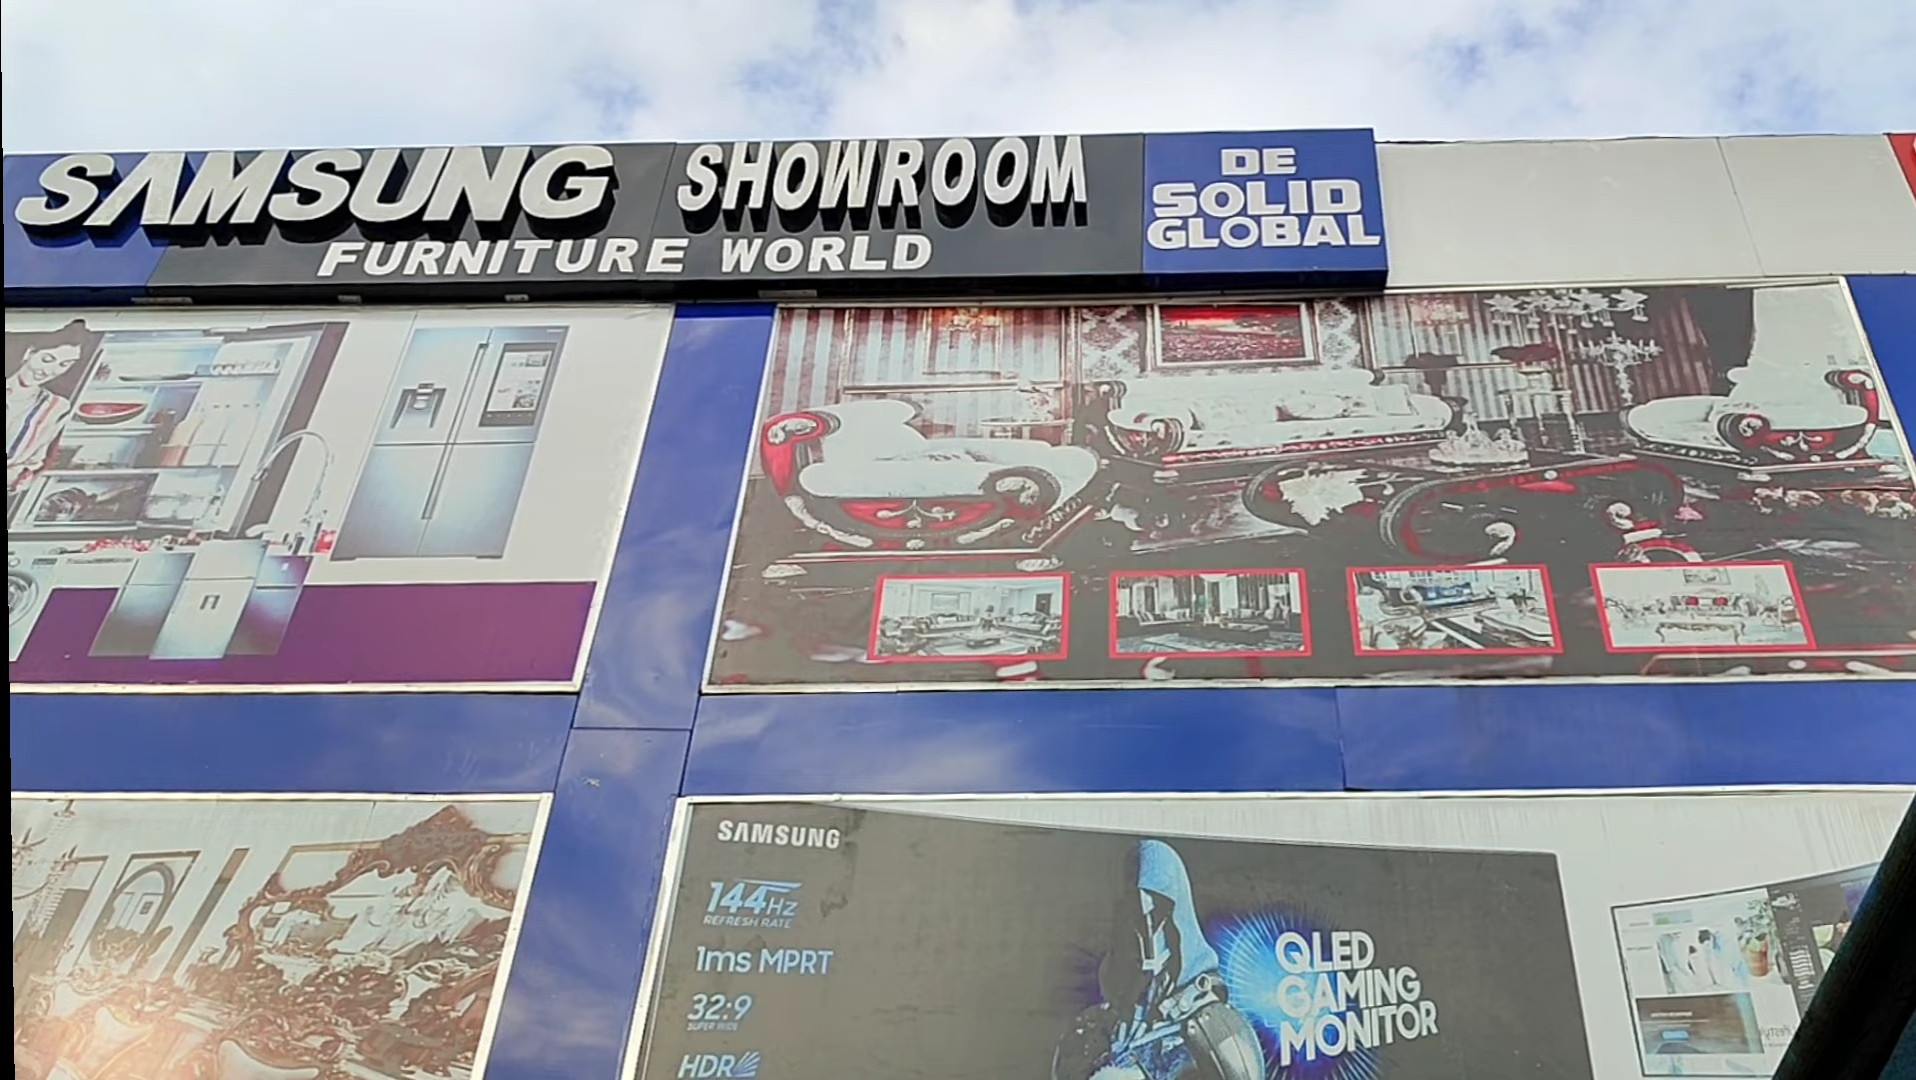 SAMSUNG SHOWROOM
FURNITURE WORLD
DE
SOLID
GLOBAL
SAMSUNG
144Hz
REFRESH RATE
1ms MPRT
32:9
SUPER WIDE
HDR
QLED
GAMING
MONITOR